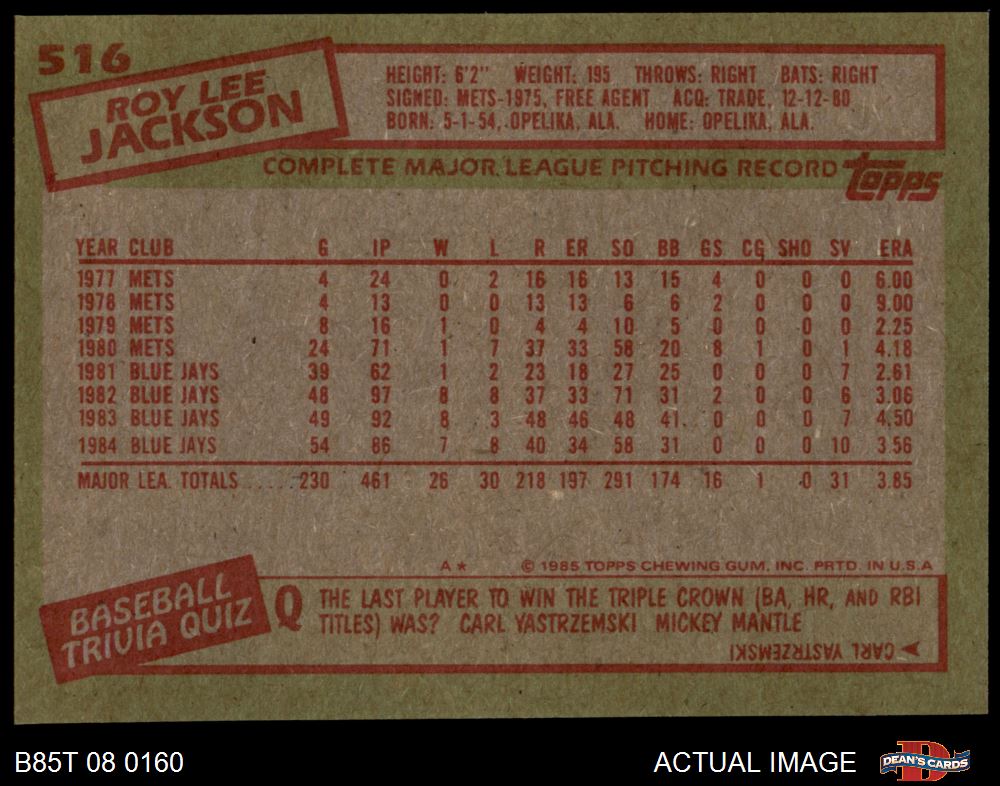 516
ROY LEE
JACKSON
HEIGHT: 6'2" WEIGHT: 195 THROWS: RIGHT BATS: RIGHT
SIGNED: METS-1975, FREE AGENT ACQ: TRADE, 12-12-80
BORN: 5-1-54, OPELIKA, ALA. HOME: OPELIKA, ALA.
COMPLETE MAJOR LEAGUE PITCHING RECORD
topps
YEAR CLUB G IP W L R ER SO BB GS CG SHO SV ERA
1977 METS 4 24 0 2 16 16 13 15 4 0 0 0 6.00
1978 METS 4 13 0 0 13 13 6 6 2 0 0 0 9.00
1979 METS 8 16 1 0 4 4 10 5 0 0 0 0 2.25
1980 METS 24 71 1 7 37 33 58 20 8 1 0 1 4.18
1981 BLUE JAYS 39 62 1 2 23 18 27 25 0 0 0 7 2.61
1982 BLUE JAYS 48 97 8 8 37 33 71 31 2 0 0 6 3.06
1983 BLUE JAYS 49 92 8 3 48 46 48 41 0 0 0 7 4.50
1984 BLUE JAYS 54 86 7 8 40 34 58 31 0 0 0 10 3.56
MAJOR LEA. TOTALS ..... 230 461 26 30 218 197 291 174 16 1 0 31 3.85
A* © 1985 TOPPS CHEWING GUM, INC. PRTD. IN U.S.A
BASEBALL
TRIVIA QUIZ
Q THE LAST PLAYER TO WIN THE TRIPLE CROWN (BA, HR, AND RBI
TITLES) WAS? CARL YASTRZEMSKI MICKEY MANTLE
CARL YASTRZEMSKI
B85T 08 0160
ACTUAL IMAGE
D
DEAN'S CARDS